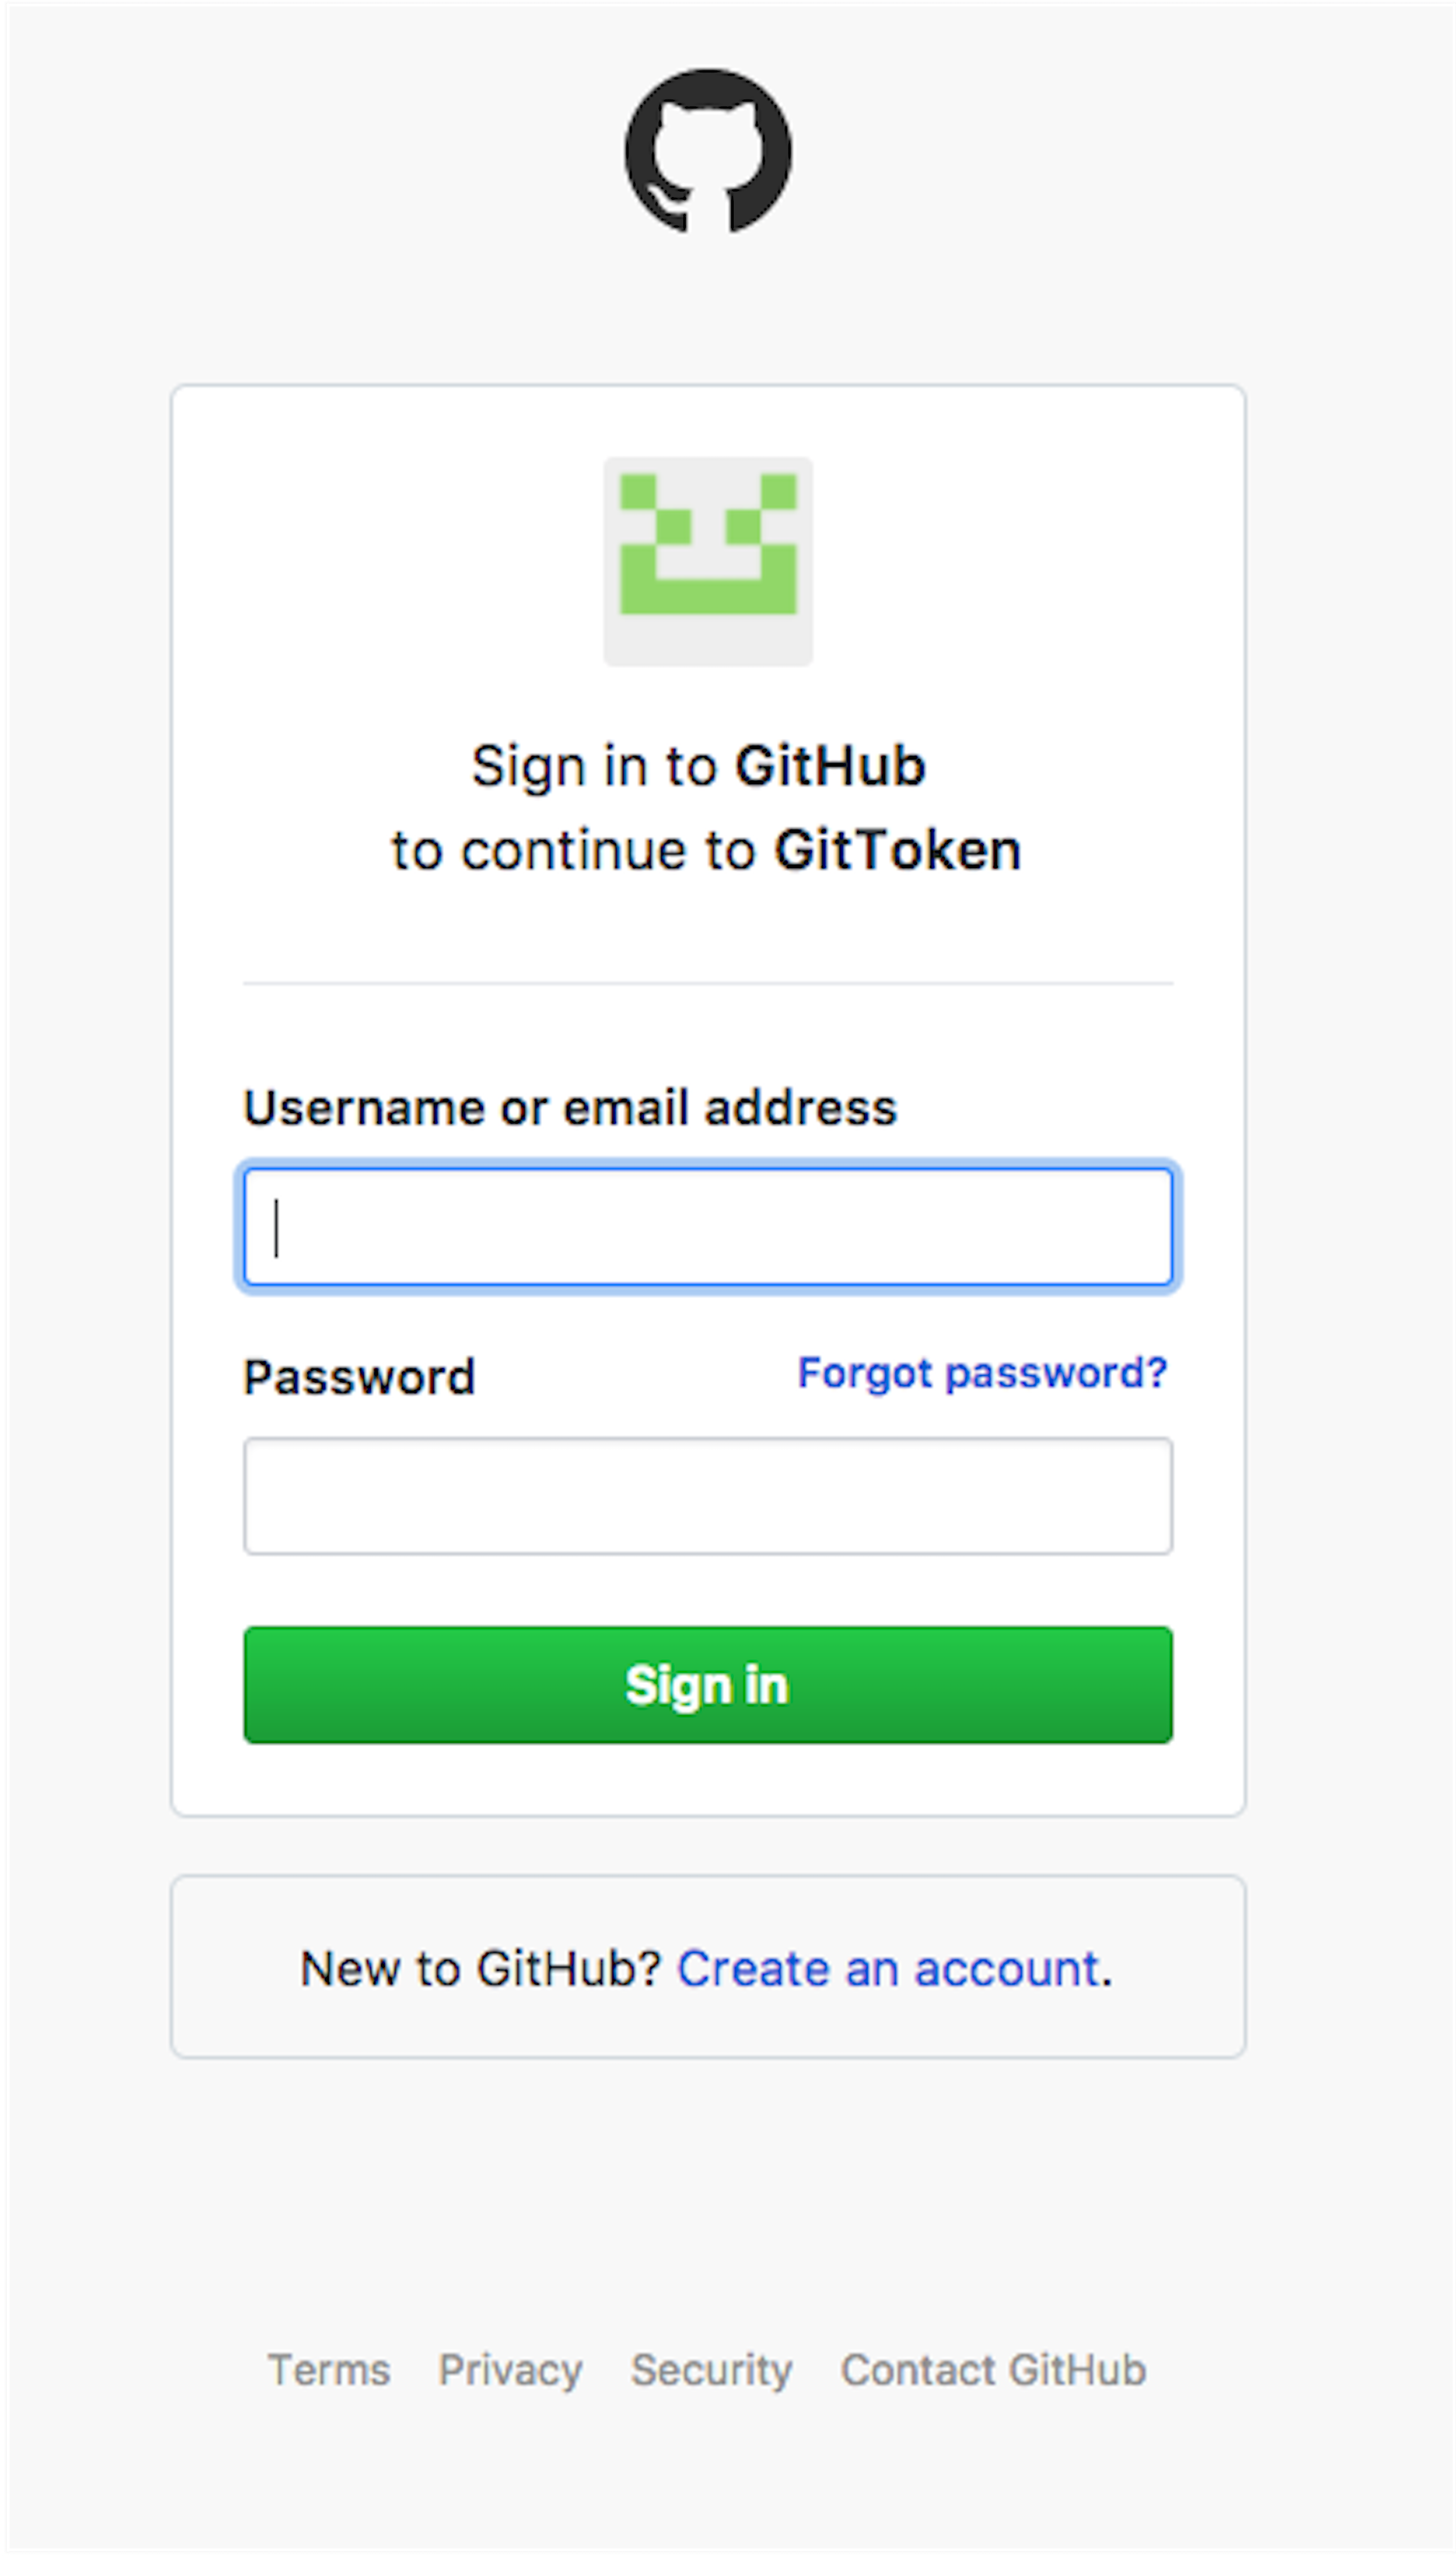 Sign in to GitHub
to continue to GitToken
Username or email address
Password Forgot password?
Sign in
New to GitHub? Create an account.
Terms Privacy Security Contact GitHub